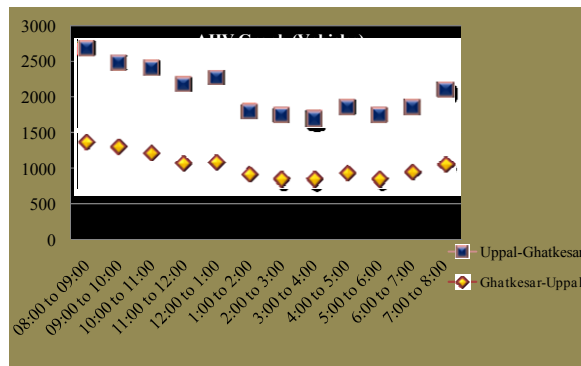 3000
2500
2000
1500
1000
500
0
08:00 to 09:00
09:00 to 10:00
10:00 to 11:00
11:00 to 12:00
12:00 to 1:00
1:00 to 2:00
2:00 to 3:00
3:00 to 4:00
4:00 to 5:00
5:00 to 6:00
6:00 to 7:00
7:00 to 8:00
Uppal-Ghatkesar
Ghatkesar-Uppal